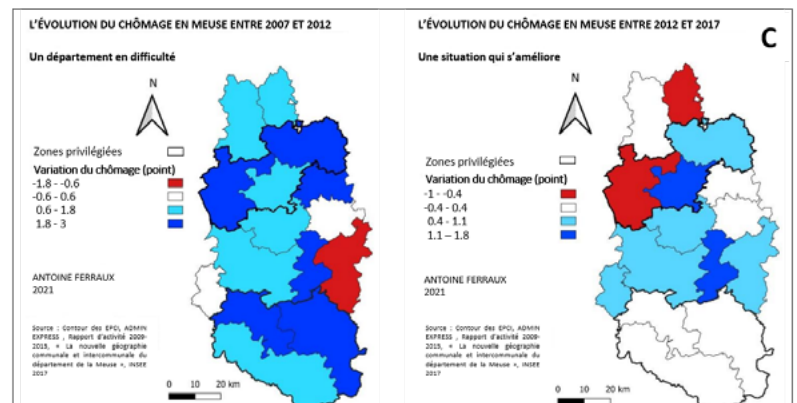 L'ÉVOLUTION DU CHÔMAGE EN MEUSE ENTRE 2007 ET 2012
Un département en difficulté
N
Zones privilégiées
Variation du chômage (point)
-1.8 - -0.6
-0.6 - 0.6
0.6 - 1.8
1.8 - 3
ANTOINE FERRAUX
2021
Source : Contour des EPCI, ADMIN
EXPRESS , Rapport d'activité 2009-
2015, « La nouvelle géographie
communale et intercommunale du
département de la Meuse », INSEE
2017
0 10 20 km
L'ÉVOLUTION DU CHÔMAGE EN MEUSE ENTRE 2012 ET 2017
C
Une situation qui s'améliore
N
Zones privilégiées
Variation du chômage (point)
-1 - -0.4
-0.4 - 0.4
0.4 - 1.1
1.1 - 1.8
ANTOINE FERRAUX
2021
Source : Contour des EPCI, ADMIN
EXPRESS , Rapport d'activité 2009-
2015, « La nouvelle géographie
communale et intercommunale du
département de la Meuse », INSEE
2017
0 10 20 km